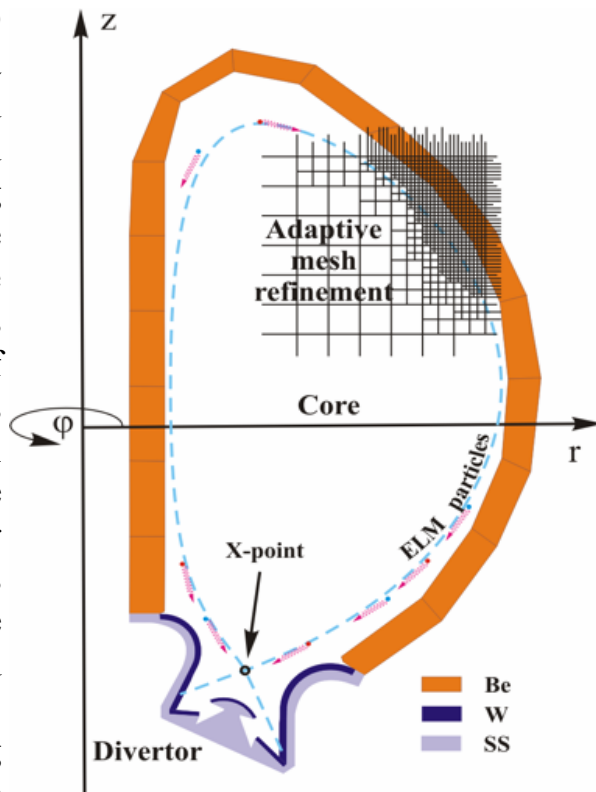 z
Adaptive
mesh
refinement
Core
φ
r
ELM particles
X-point
Be
W
SS
Divertor